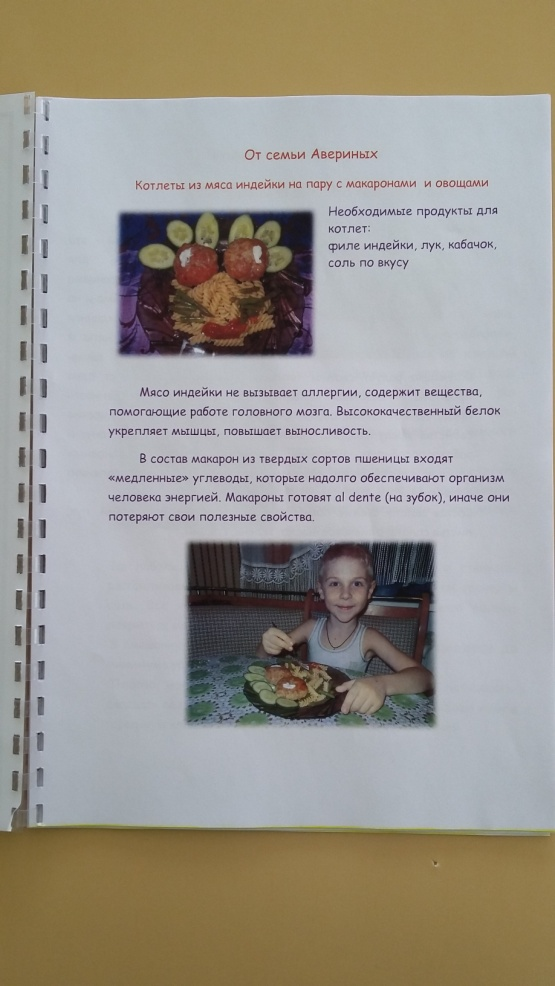 От семьи Авериных
Котлеты из мяса индейки на пару с макаронами и овощами
Необходимые продукты для
котлет:
филе индейки, лук, кабачок,
соль по вкусу
Мясо индейки не вызывает аллергии, содержит вещества,
помогающие работе головного мозга. Высококачественный белок
укрепляет мышцы, повышает выносливость.
В состав макарон из твердых сортов пшеницы входят
«медленные» углеводы, которые надолго обеспечивают организм
человека энергией. Макароны готовят al dente (на зубок), иначе они
потеряют свои полезные свойства.